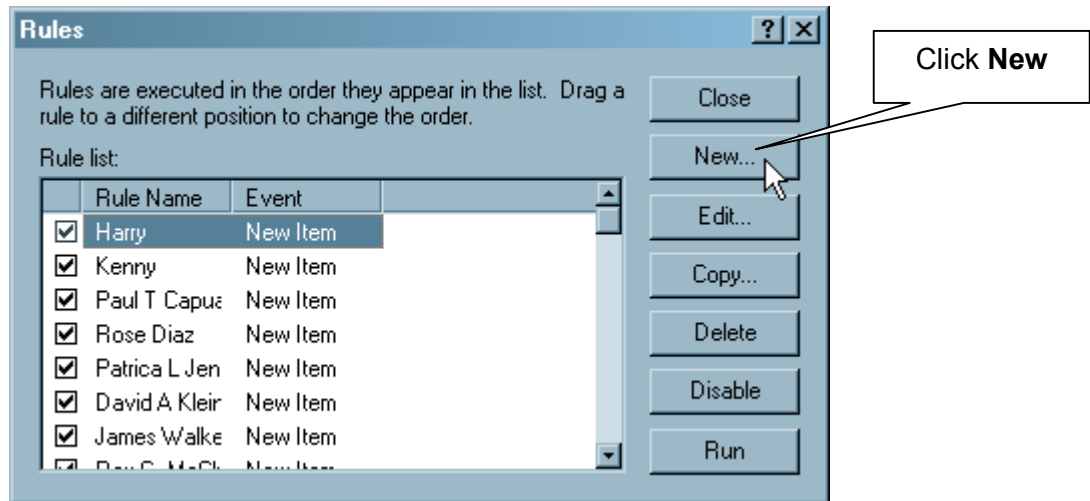 Rules
Click New
Rules are executed in the order they appear in the list. Drag a
rule to a different position to change the order.
Close
Rule list:
New...
Rule Name Event
Edit...
Harry New Item
Kenny New Item
Copy...
Paul T Capua New Item
Rose Diaz New Item
Delete
Patrica L Jen New Item
David A Klein New Item
Disable
James Walke New Item
Run
New Item